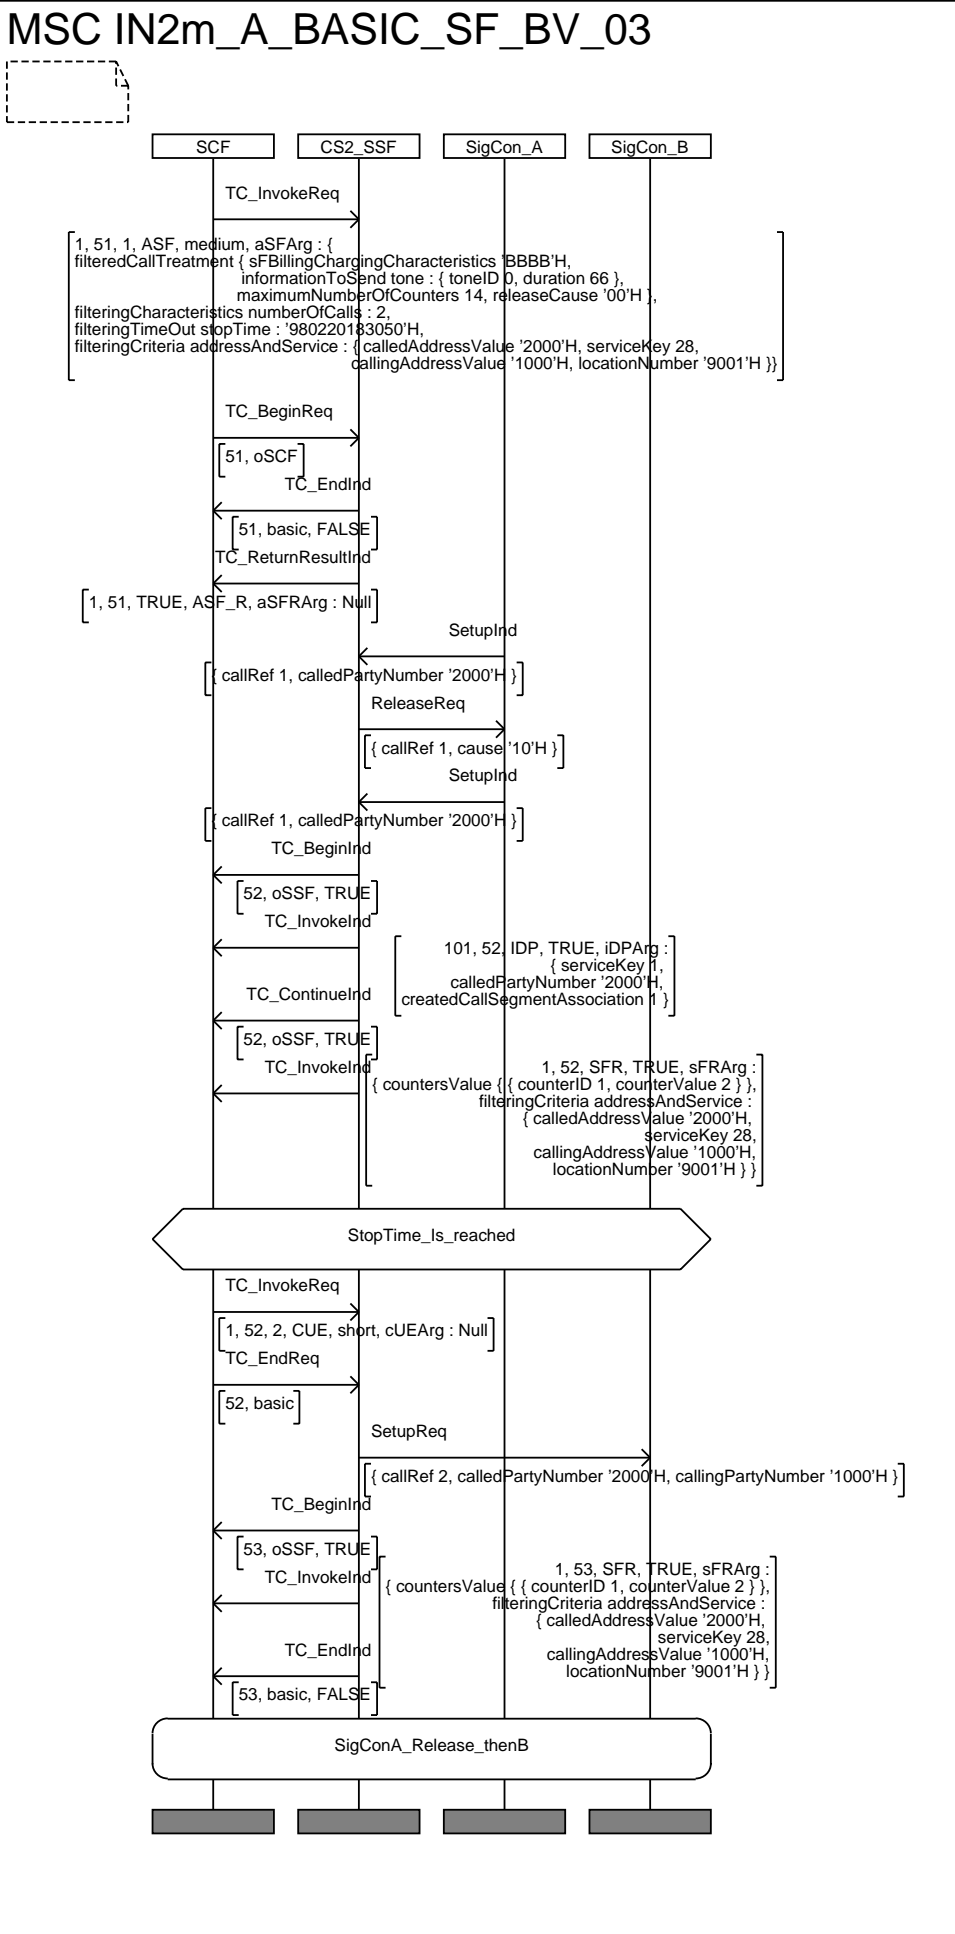 MSC IN2m_A_BASIC_SF_BV_03
SCF
CS2_SSF
SigCon_A
SigCon_B
TC_InvokeReq
1, 51, 1, ASF, medium, aSFArg : {
filteredCallTreatment { sFBillingChargingCharacteristics 'BBBB'H,
informationToSend tone : { toneID 0, duration 66 },
maximumNumberOfCounters 14, releaseCause '00'H },
filteringCharacteristics numberOfCalls : 2,
filteringTimeOut stopTime : '980220183050'H,
filteringCriteria addressAndService : { calledAddressValue '2000'H, serviceKey 28,
callingAddressValue '1000'H, locationNumber '9001'H }}
TC_BeginReq
51, oSCF
TC_EndInd
51, basic, FALSE
TC_ReturnResultInd
1, 51, TRUE, ASF_R, aSFRArg : Null
SetupInd
{ callRef 1, calledPartyNumber '2000'H }
ReleaseReq
{ callRef 1, cause '10'H }
SetupInd
{ callRef 1, calledPartyNumber '2000'H }
TC_BeginInd
52, oSSF, TRUE
TC_InvokeInd
101, 52, IDP, TRUE, iDPArg :
{ serviceKey 1,
calledPartyNumber '2000'H,
createdCallSegmentAssociation 1 }
TC_ContinueInd
52, oSSF, TRUE
TC_InvokeInd
1, 52, SFR, TRUE, sFRArg :
{ countersValue { { counterID 1, counterValue 2 } },
filteringCriteria addressAndService :
{ calledAddressValue '2000'H,
serviceKey 28,
callingAddressValue '1000'H,
locationNumber '9001'H } }
StopTime_Is_reached
TC_InvokeReq
1, 52, 2, CUE, short, cUEArg : Null
TC_EndReq
52, basic
SetupReq
{ callRef 2, calledPartyNumber '2000'H, callingPartyNumber '1000'H }
TC_BeginInd
53, oSSF, TRUE
TC_InvokeInd
1, 53, SFR, TRUE, sFRArg :
{ countersValue { { counterID 1, counterValue 2 } },
filteringCriteria addressAndService :
{ calledAddressValue '2000'H,
serviceKey 28,
callingAddressValue '1000'H,
locationNumber '9001'H } }
TC_EndInd
53, basic, FALSE
SigConA_Release_thenB